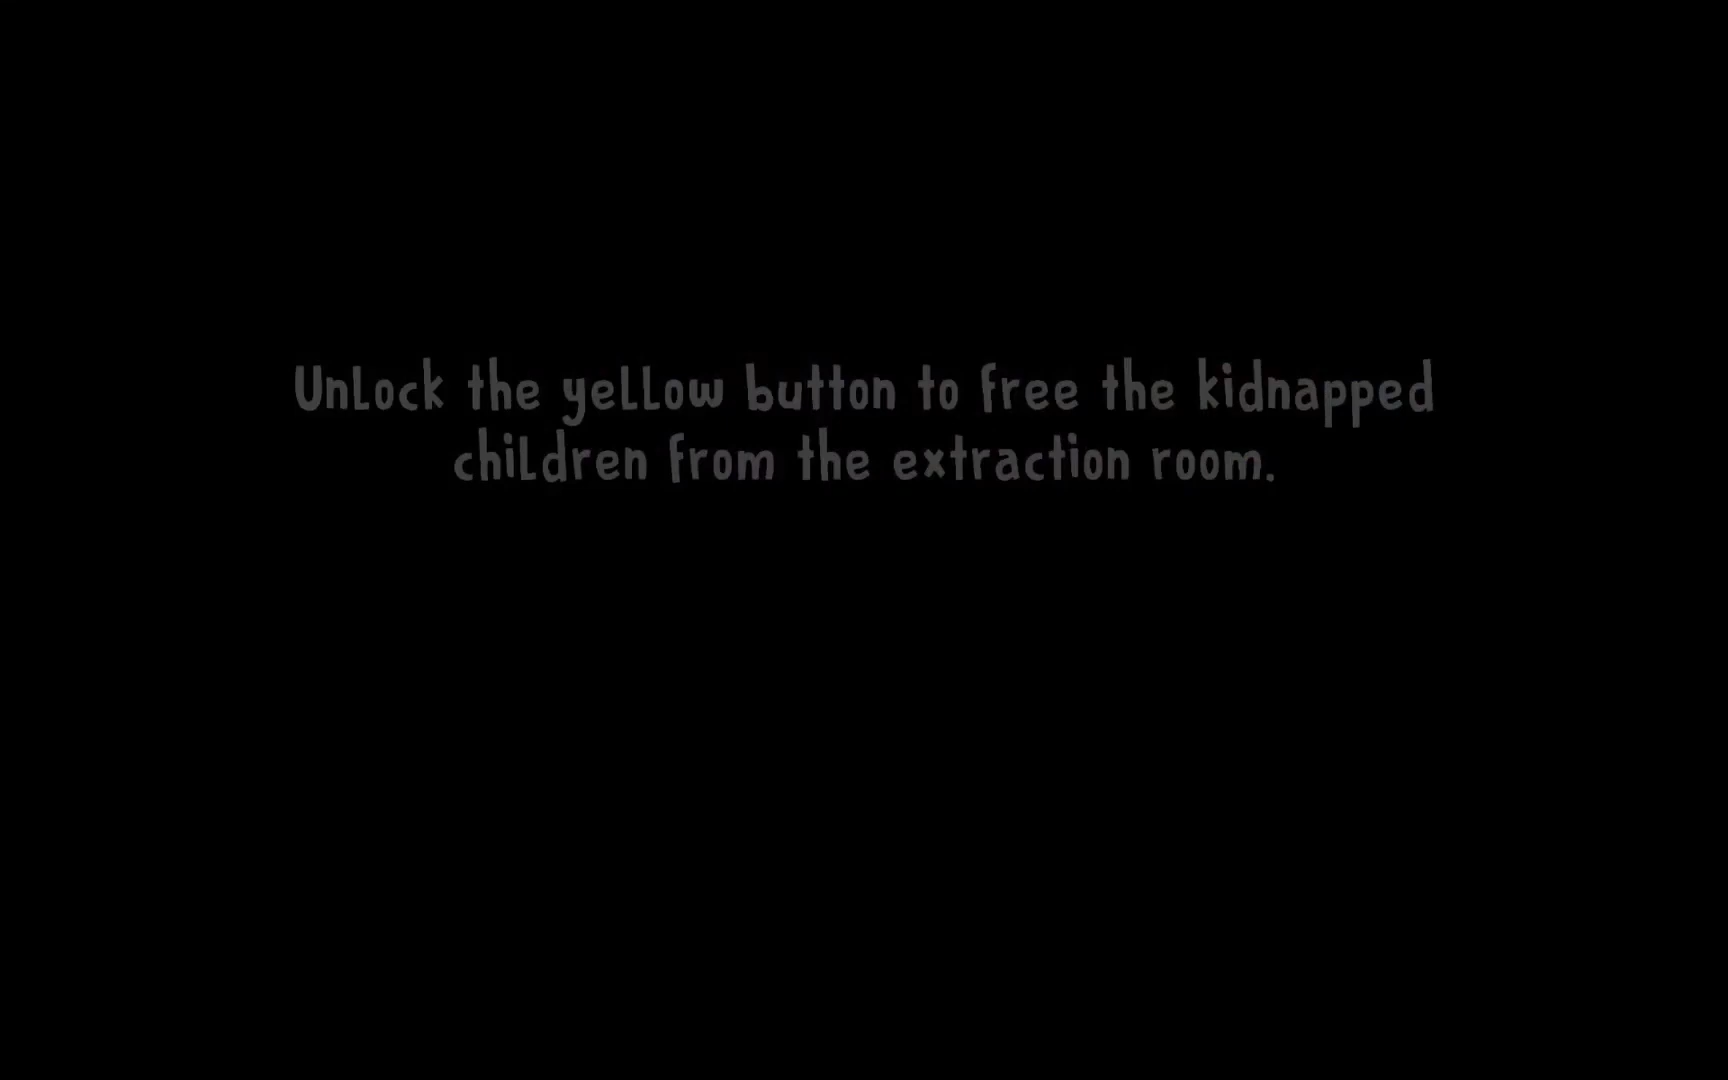 Unlock the yellow button to free the kidnapped
children from the extraction room.